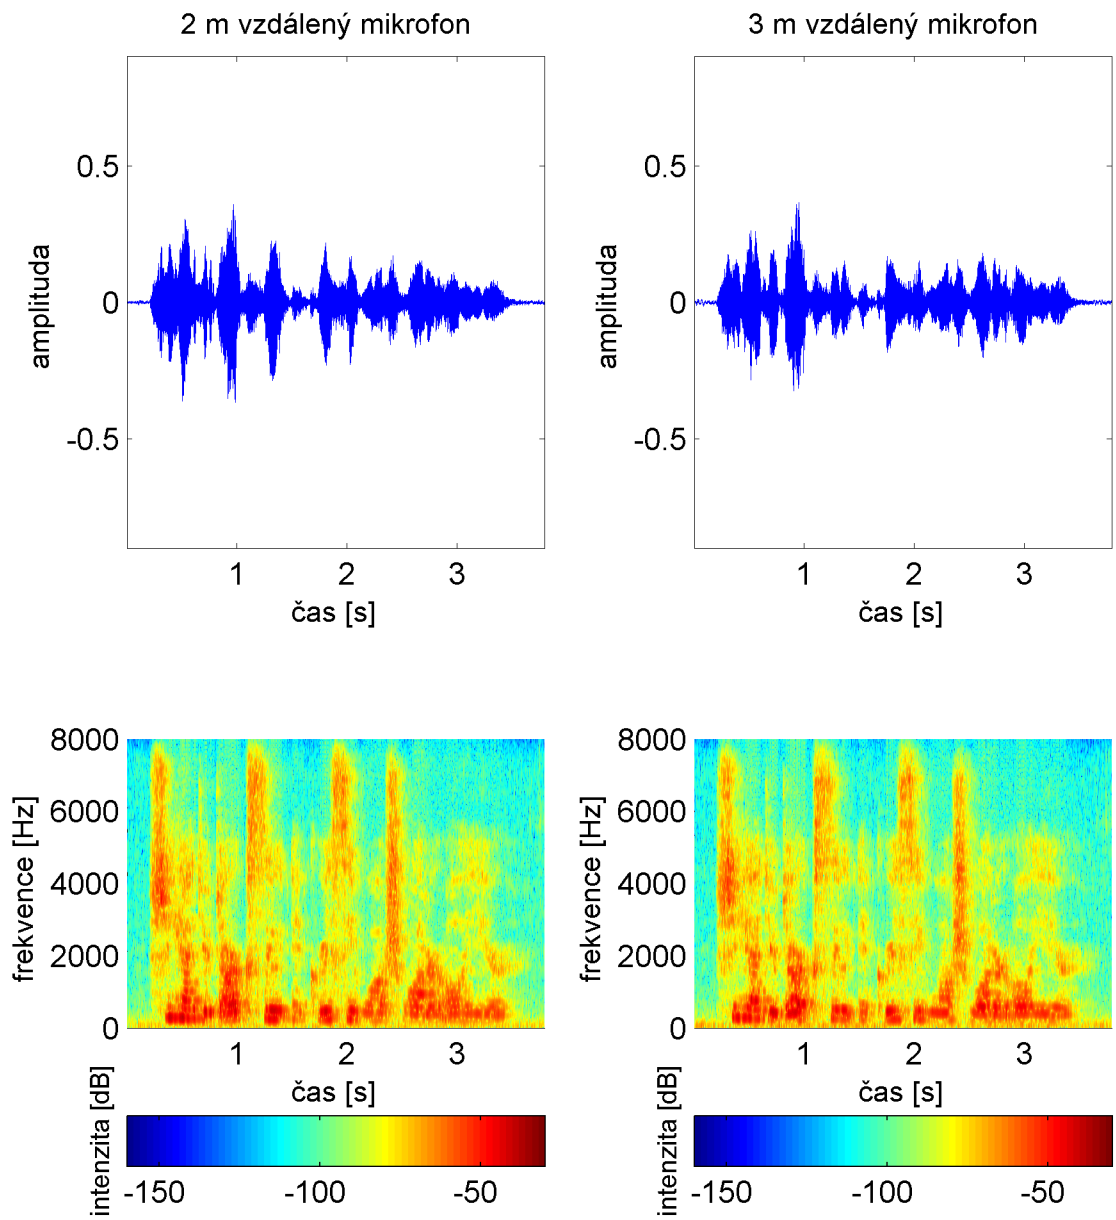 2 m vzdálený mikrofon
3 m vzdálený mikrofon
0.5
0
-0.5
amplituda
1 2 3
čas [s]
0.5
0
-0.5
amplituda
1 2 3
čas [s]
8000
6000
4000
2000
0
frekvence [Hz]
1 2 3
čas [s]
8000
6000
4000
2000
0
frekvence [Hz]
1 2 3
čas [s]
intenzita [dB]
-150 -100 -50
intenzita [dB]
-150 -100 -50